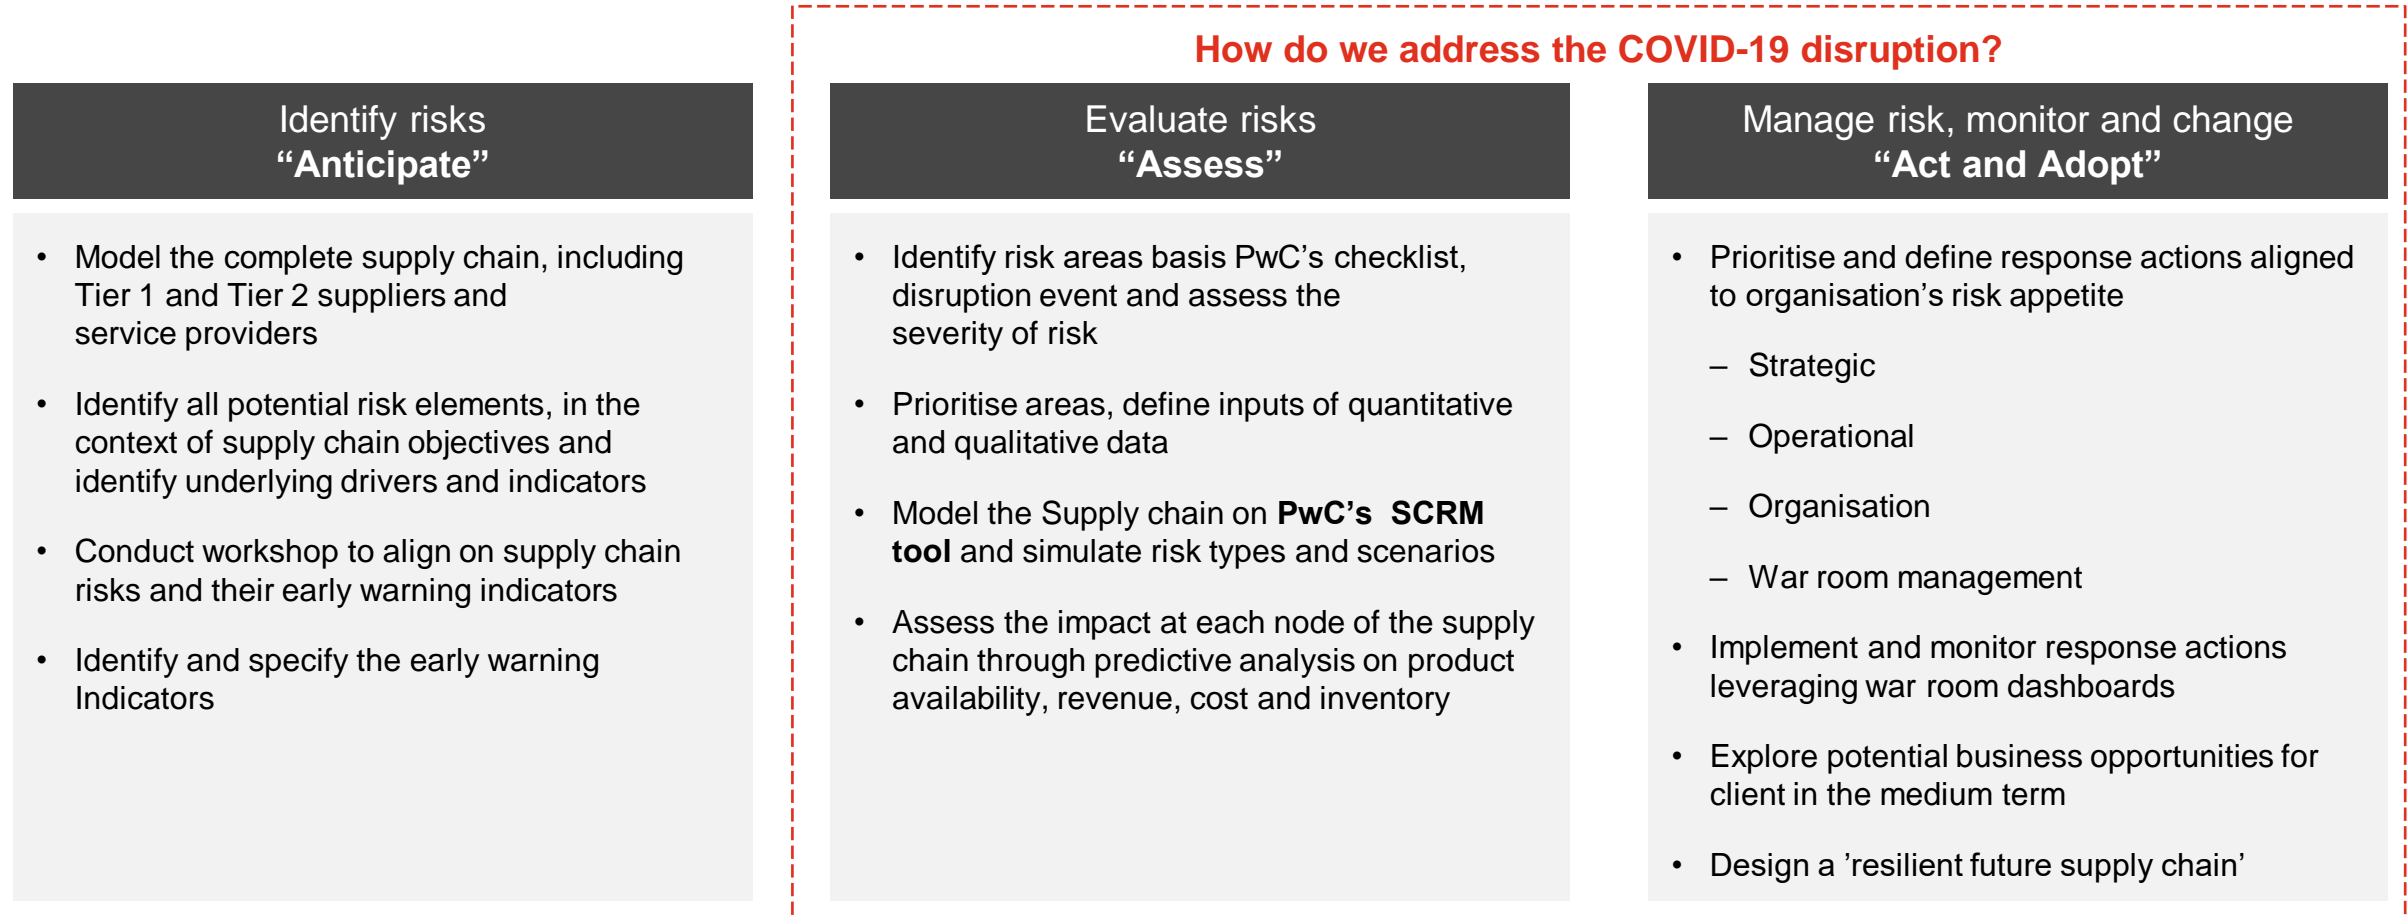 How do we address the COVID-19 disruption?
Identify risks
“Anticipate”
• Model the complete supply chain, including
Tier 1 and Tier 2 suppliers and
service providers
• Identify all potential risk elements, in the
context of supply chain objectives and
identify underlying drivers and indicators
• Conduct workshop to align on supply chain
risks and their early warning indicators
• Identify and specify the early warning
Indicators
Evaluate risks
“Assess”
• Identify risk areas basis PwC’s checklist,
disruption event and assess the
severity of risk
• Prioritise areas, define inputs of quantitative
and qualitative data
• Model the Supply chain on PwC’s SCRM
tool and simulate risk types and scenarios
• Assess the impact at each node of the supply
chain through predictive analysis on product
availability, revenue, cost and inventory
Manage risk, monitor and change
“Act and Adopt”
• Prioritise and define response actions aligned
to organisation’s risk appetite
– Strategic
– Operational
– Organisation
– War room management
• Implement and monitor response actions
leveraging war room dashboards
• Explore potential business opportunities for
client in the medium term
• Design a ’resilient future supply chain’